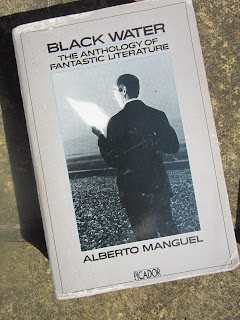 BLACK WATER
THE ANTHOLOGY OF
FANTASTIC LITERATURE
ALBERTO MANGUEL
PICADOR